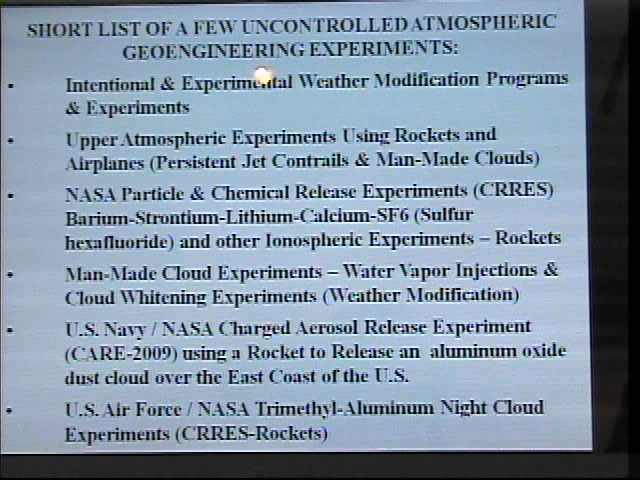 SHORT LIST OF A FEW UNCONTROLLED ATMOSPHERIC
GEOENGINEERING EXPERIMENTS:
• Intentional & Experimental Weather Modification Programs
& Experiments
• Upper Atmospheric Experiments Using Rockets and
Airplanes (Persistent Jet Contrails & Man-Made Clouds)
• NASA Particle & Chemical Release Experiments (CRRES)
Barium-Strontium-Lithium-Calcium-SF6 (Sulfur
hexafluoride) and other Ionospheric Experiments – Rockets
• Man-Made Cloud Experiments – Water Vapor Injections &
Cloud Whitening Experiments (Weather Modification)
• U.S. Navy / NASA Charged Aerosol Release Experiment
(CARE-2009) using a Rocket to Release an aluminum oxide
dust cloud over the East Coast of the U.S.
• U.S. Air Force / NASA Trimethyl-Aluminum Night Cloud
Experiments (CRRES-Rockets)